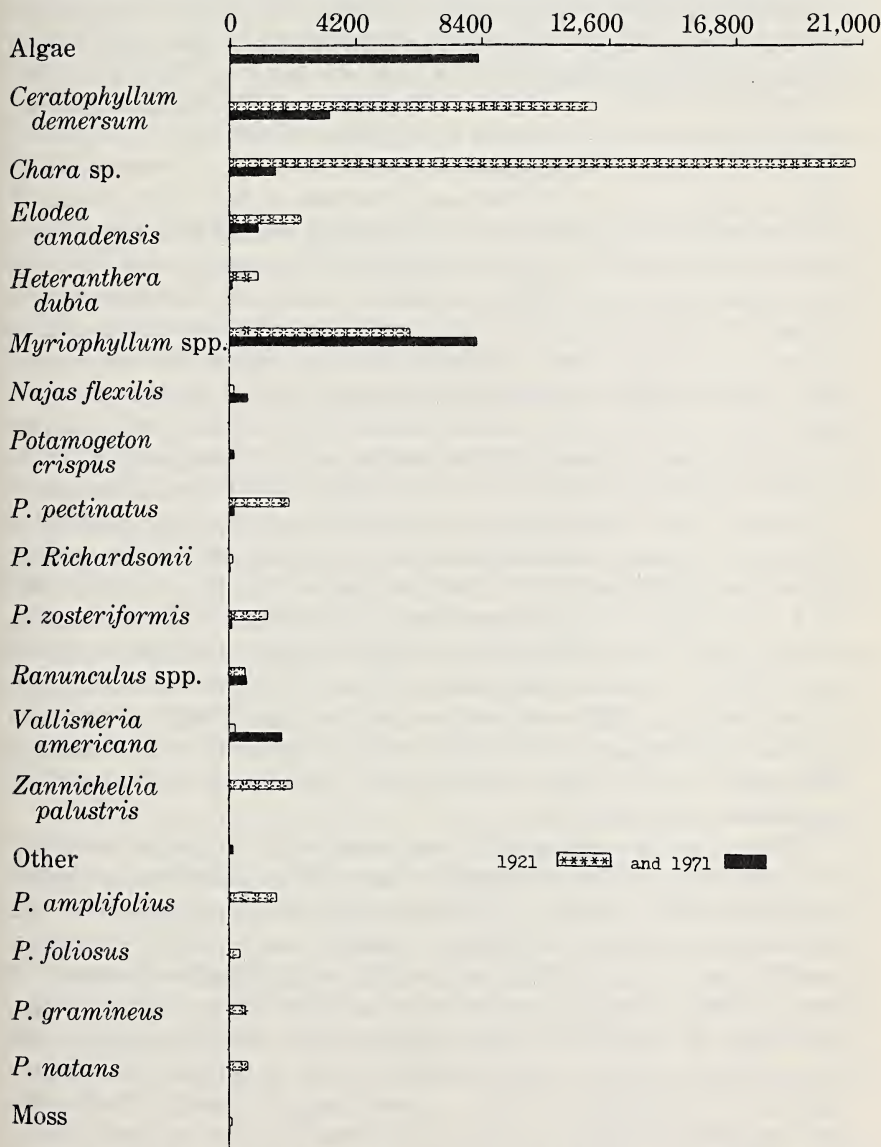 0 4200 8400 12,600 16,800 21,000
Algae
Ceratophyllum
demersum
Chara sp.
Elodea
canadensis
Heteranthera
dubia
Myriophyllum spp.
Najas flexilis
Potamogeton
crispus
P. pectinatus
P. Richardsonii
P. zosteriformis
Ranunculus spp.
Vallisneria
americana
Zannichellia
palustris
Other
1921 and 1971
P. amplifolius
P. foliosus
P. gramineus
P. natans
Moss